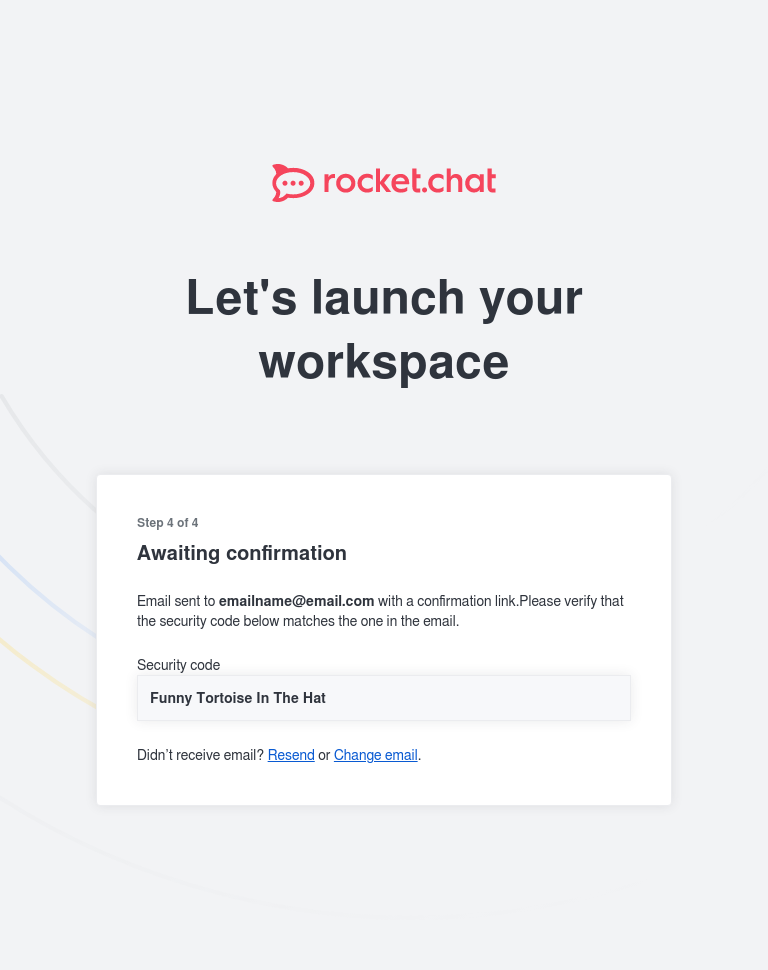 rocket.chat
Let's launch your
workspace
Step 4 of 4
Awaiting confirmation
Email sent to emailname@email.com with a confirmation link.Please verify that
the security code below matches the one in the email.
Security code
Funny Tortoise In The Hat
Didn’t receive email? Resend or Change email.